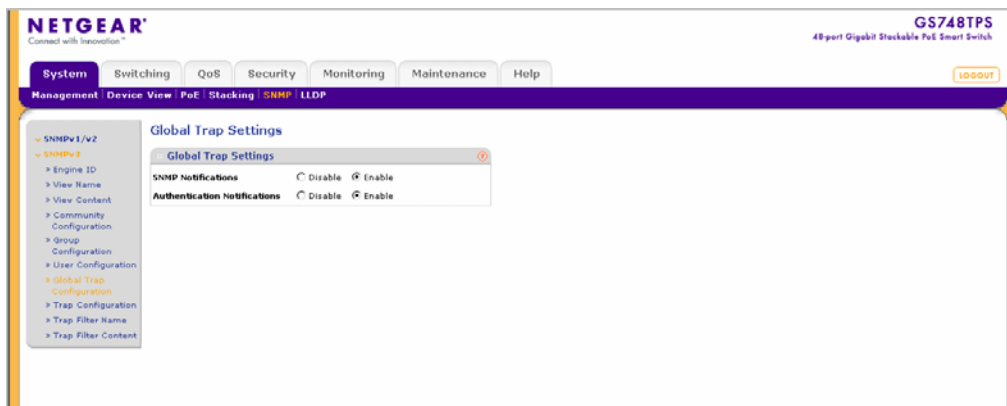 NETGEAR®
Connect with Innovation™
GS748TPS
48-port Gigabit Stackable PoE Smart Switch
System Switching QoS Security Monitoring Maintenance Help
LOGOUT
Management Device View PoE Stacking SNMP LLDP
SNMPv1/v2
SNMPv3
Engine ID
View Name
View Content
Community
Configuration
Group
Configuration
User Configuration
Global Trap
Configuration
Trap Configuration
Trap Filter Name
Trap Filter Content
Global Trap Settings
Global Trap Settings
SNMP Notifications Disable Enable
Authentication Notifications Disable Enable